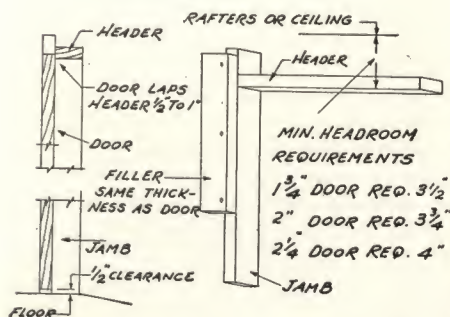 HEADER
DOOR LAPS
HEADER 1/2" TO 1"
DOOR
JAMB
1/2" CLEARANCE
FLOOR
RAFTERS OR CEILING
HEADER
FILLER
SAME THICK-
NESS AS DOOR
JAMB
MIN. HEADROOM
REQUIREMENTS
1 3/4" DOOR REQ. 3 1/2"
2" DOOR REQ. 3 3/4"
2 1/4" DOOR REQ. 4"